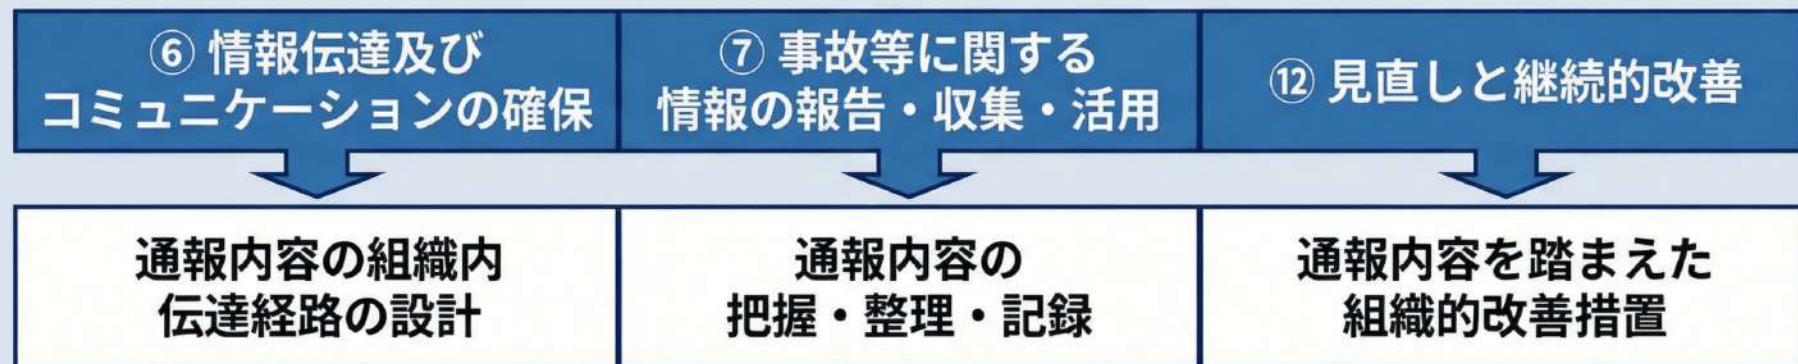 ⑥ 情報伝達及び
コミュニケーションの確保
⑦ 事故等に関する
情報の報告・収集・活用
⑫ 見直しと継続的改善
通報内容の組織内
伝達経路の設計
通報内容の
把握・整理・記録
通報内容を踏まえた
組織的改善措置